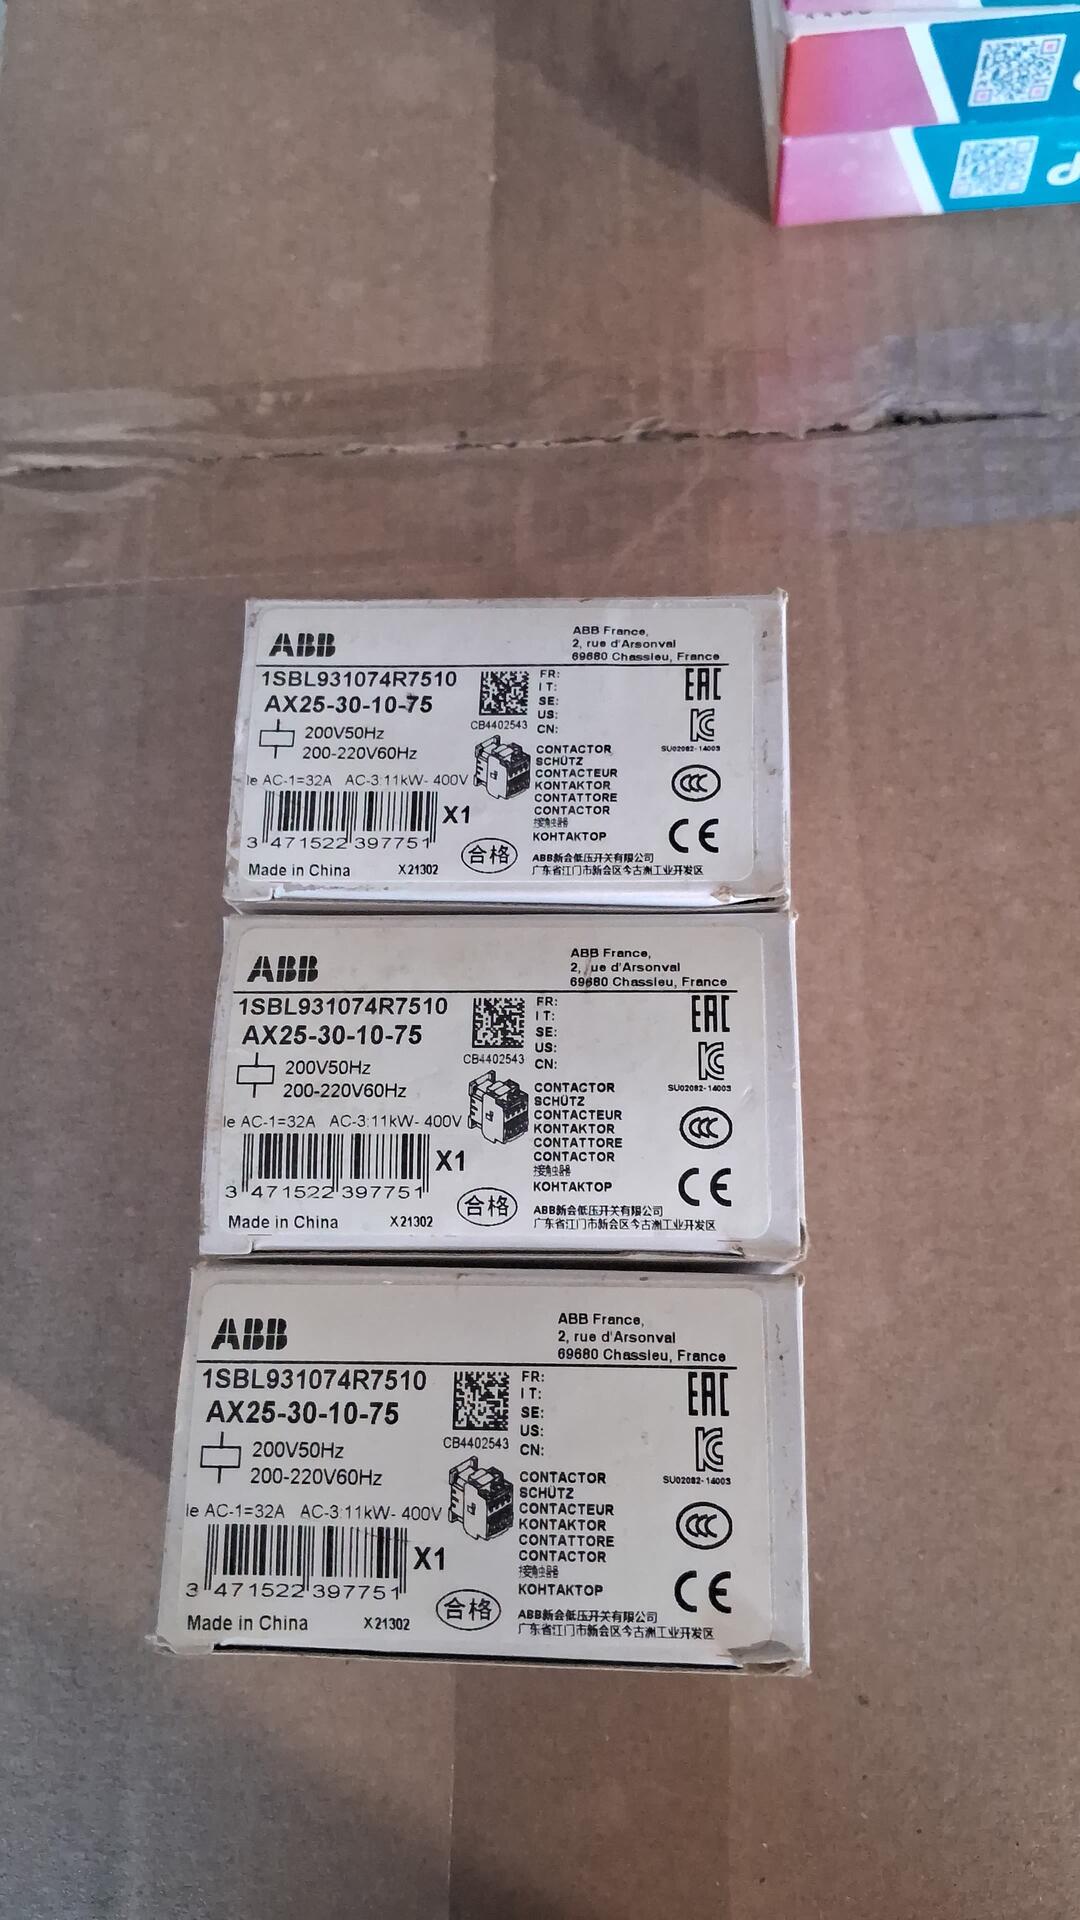 ABB
ABB France,
2, rue d'Arsonval
69680 Chassieu, France
1SBL931074R7510
AX25-30-10-75
200V50Hz
200-220V60Hz
Ie AC-1=32A AC-3:11kW- 400V
X1
3 471522 397751
Made in China
X21302
CB4402543
合格
FR:
IT:
SE:
US:
CN:
CONTACTOR
SCHÜTZ
CONTACTEUR
KONTAKTOR
CONTATTORE
CONTACTOR
接触器
КОНТАКТОР
ABB新会低压开关有限公司
广东省江门市新会区今古洲工业开发区
EAC
SU02082-14003
CCC
CE
ABB
ABB France,
2, rue d'Arsonval
69680 Chassieu, France
1SBL931074R7510
AX25-30-10-75
200V50Hz
200-220V60Hz
Ie AC-1=32A AC-3:11kW- 400V
X1
3 471522 397751
Made in China
X21302
CB4402543
合格
FR:
IT:
SE:
US:
CN:
CONTACTOR
SCHÜTZ
CONTACTEUR
KONTAKTOR
CONTATTORE
CONTACTOR
接触器
КОНТАКТОР
ABB新会低压开关有限公司
广东省江门市新会区今古洲工业开发区
EAC
SU02082-14003
CCC
CE
ABB
ABB France,
2, rue d'Arsonval
69680 Chassieu, France
1SBL931074R7510
AX25-30-10-75
200V50Hz
200-220V60Hz
Ie AC-1=32A AC-3:11kW- 400V
X1
3 471522 397751
Made in China
X21302
CB4402543
合格
FR:
IT:
SE:
US:
CN:
CONTACTOR
SCHÜTZ
CONTACTEUR
KONTAKTOR
CONTATTORE
CONTACTOR
接触器
КОНТАКТОР
ABB新会低压开关有限公司
广东省江门市新会区今古洲工业开发区
EAC
SU02082-14003
CCC
CE